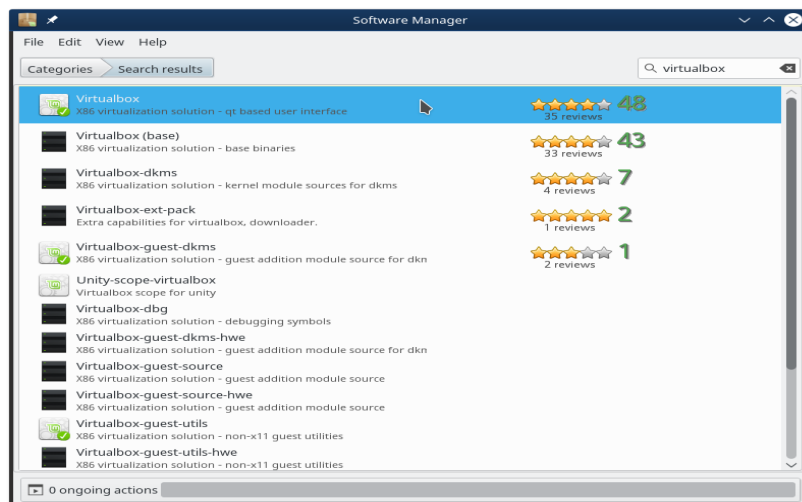 Software Manager
File Edit View Help
Categories Search results virtualbox
Virtualbox 48
X86 virtualization solution - qt based user interface
35 reviews
Virtualbox (base) 43
X86 virtualization solution - base binaries
33 reviews
Virtualbox-dkms 7
X86 virtualization solution - kernel module sources for dkms
4 reviews
Virtualbox-ext-pack 2
Extra capabilities for virtualbox, downloader.
1 reviews
Virtualbox-guest-dkms 1
X86 virtualization solution - guest addition module source for dkn
2 reviews
Unity-scope-virtualbox
Virtualbox scope for unity
Virtualbox-dbg
X86 virtualization solution - debugging symbols
Virtualbox-guest-dkms-hwe
X86 virtualization solution - guest addition module source for dkn
Virtualbox-guest-source
X86 virtualization solution - guest addition module source
Virtualbox-guest-source-hwe
X86 virtualization solution - guest addition module source
Virtualbox-guest-utils
X86 virtualization solution - non-x11 guest utilities
Virtualbox-guest-utils-hwe
X86 virtualization solution - non-x11 guest utilities
0 ongoing actions